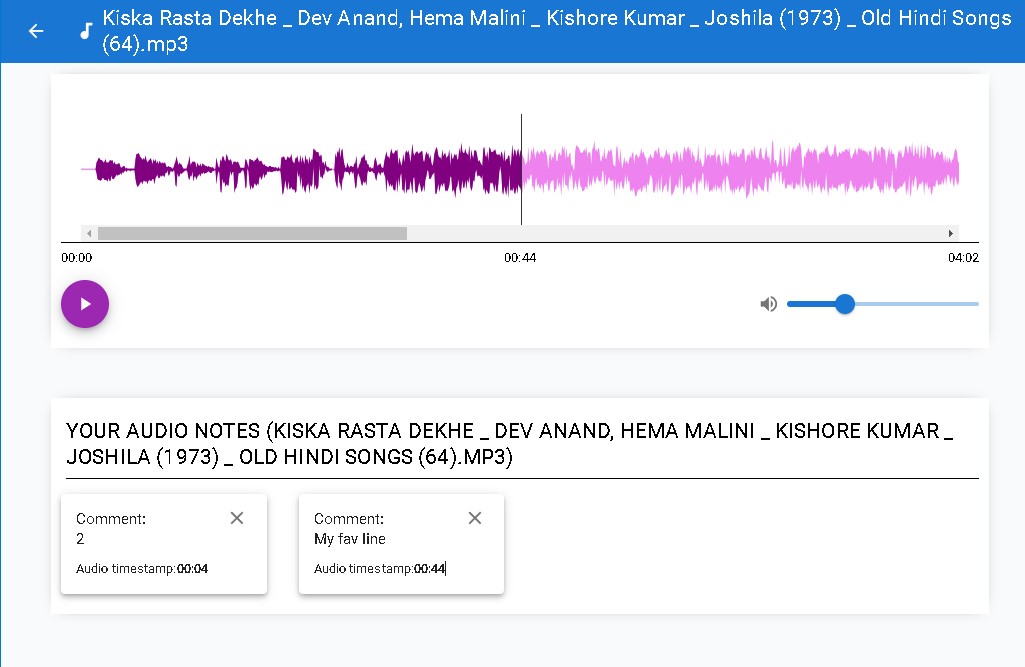 Kiska Rasta Dekhe _ Dev Anand, Hema Malini _ Kishore Kumar _ Joshila (1973) _ Old Hindi Songs
(64).mp3
00:00 00:44 04:02
YOUR AUDIO NOTES (KISKA RASTA DEKHE _ DEV ANAND, HEMA MALINI _ KISHORE KUMAR _
JOSHILA (1973) _ OLD HINDI SONGS (64).MP3)
Comment:
2
Audio timestamp:00:04
Comment:
My fav line
Audio timestamp:00:44